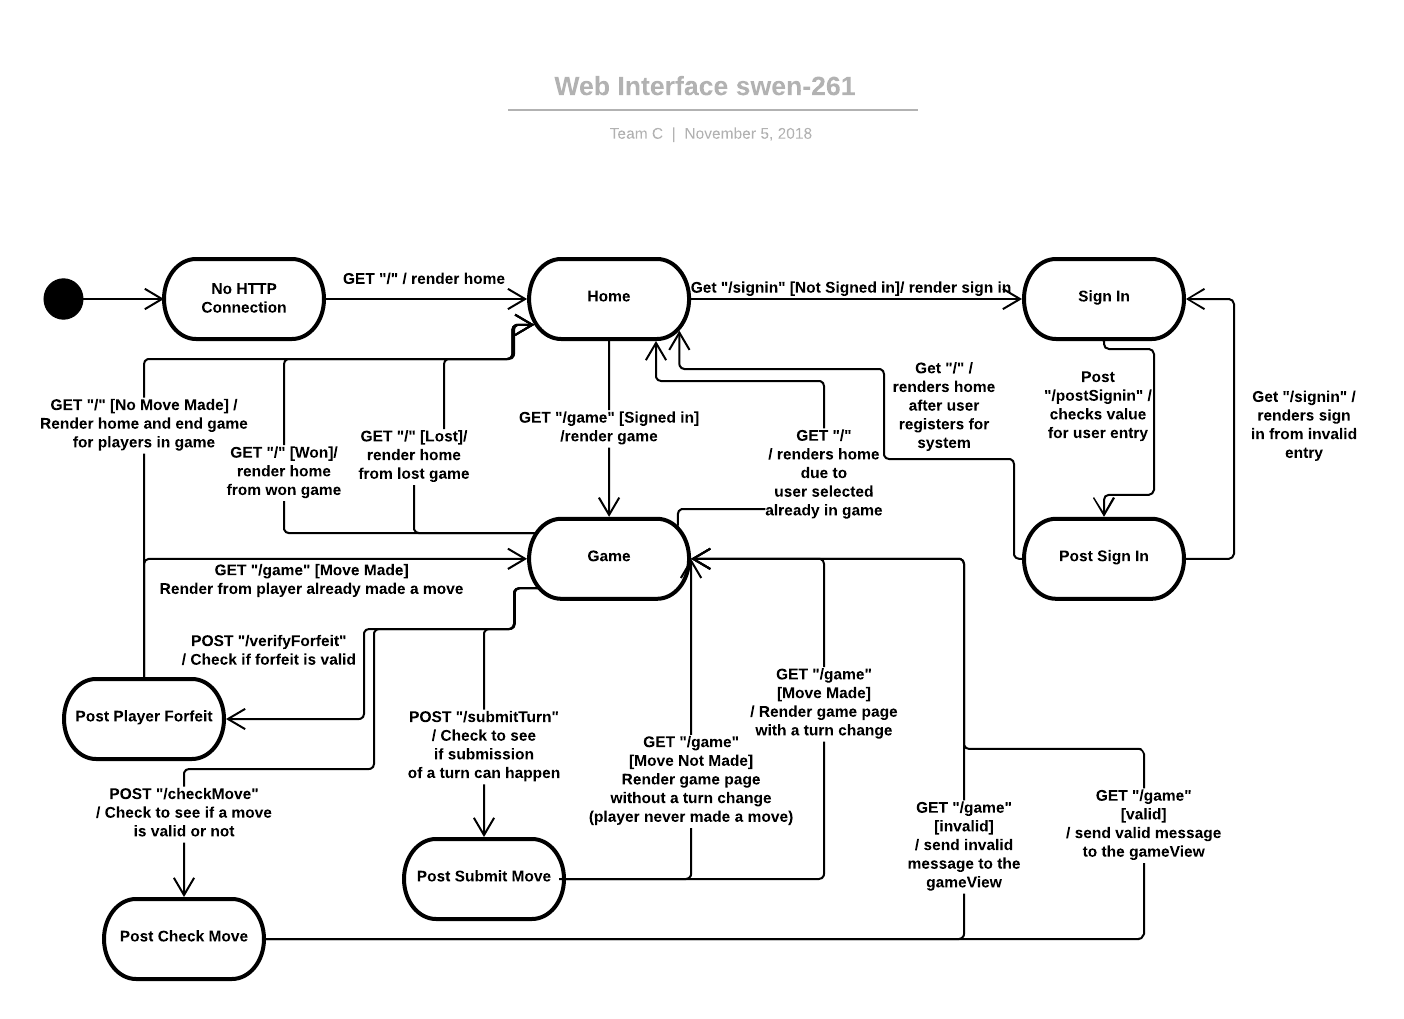 Web Interface swen-261
Team C | November 5, 2018
No HTTP
Connection
GET "/" / render home
Home
Get "/signin" [Not Signed in]/ render sign in
Sign In
GET "/" [No Move Made] /
Render home and end game
for players in game
GET "/" [Won]/
render home
from won game
GET "/" [Lost]/
render home
from lost game
GET "/game" [Signed in]
/render game
GET "/"
/ renders home
due to
user selected
already in game
Get "/" /
renders home
after user
registers for
system
Post
"/postSignin" /
checks value
for user entry
Get "/signin" /
renders sign
in from invalid
entry
Game
Post Sign In
GET "/game" [Move Made]
Render from player already made a move
POST "/verifyForfeit"
/ Check if forfeit is valid
Post Player Forfeit
POST "/submitTurn"
/ Check to see
if submission
of a turn can happen
GET "/game"
[Move Not Made]
Render game page
without a turn change
(player never made a move)
GET "/game"
[Move Made]
/ Render game page
with a turn change
POST "/checkMove"
/ Check to see if a move
is valid or not
GET "/game"
[invalid]
/ send invalid
message to the
gameView
GET "/game"
[valid]
/ send valid message
to the gameView
Post Submit Move
Post Check Move